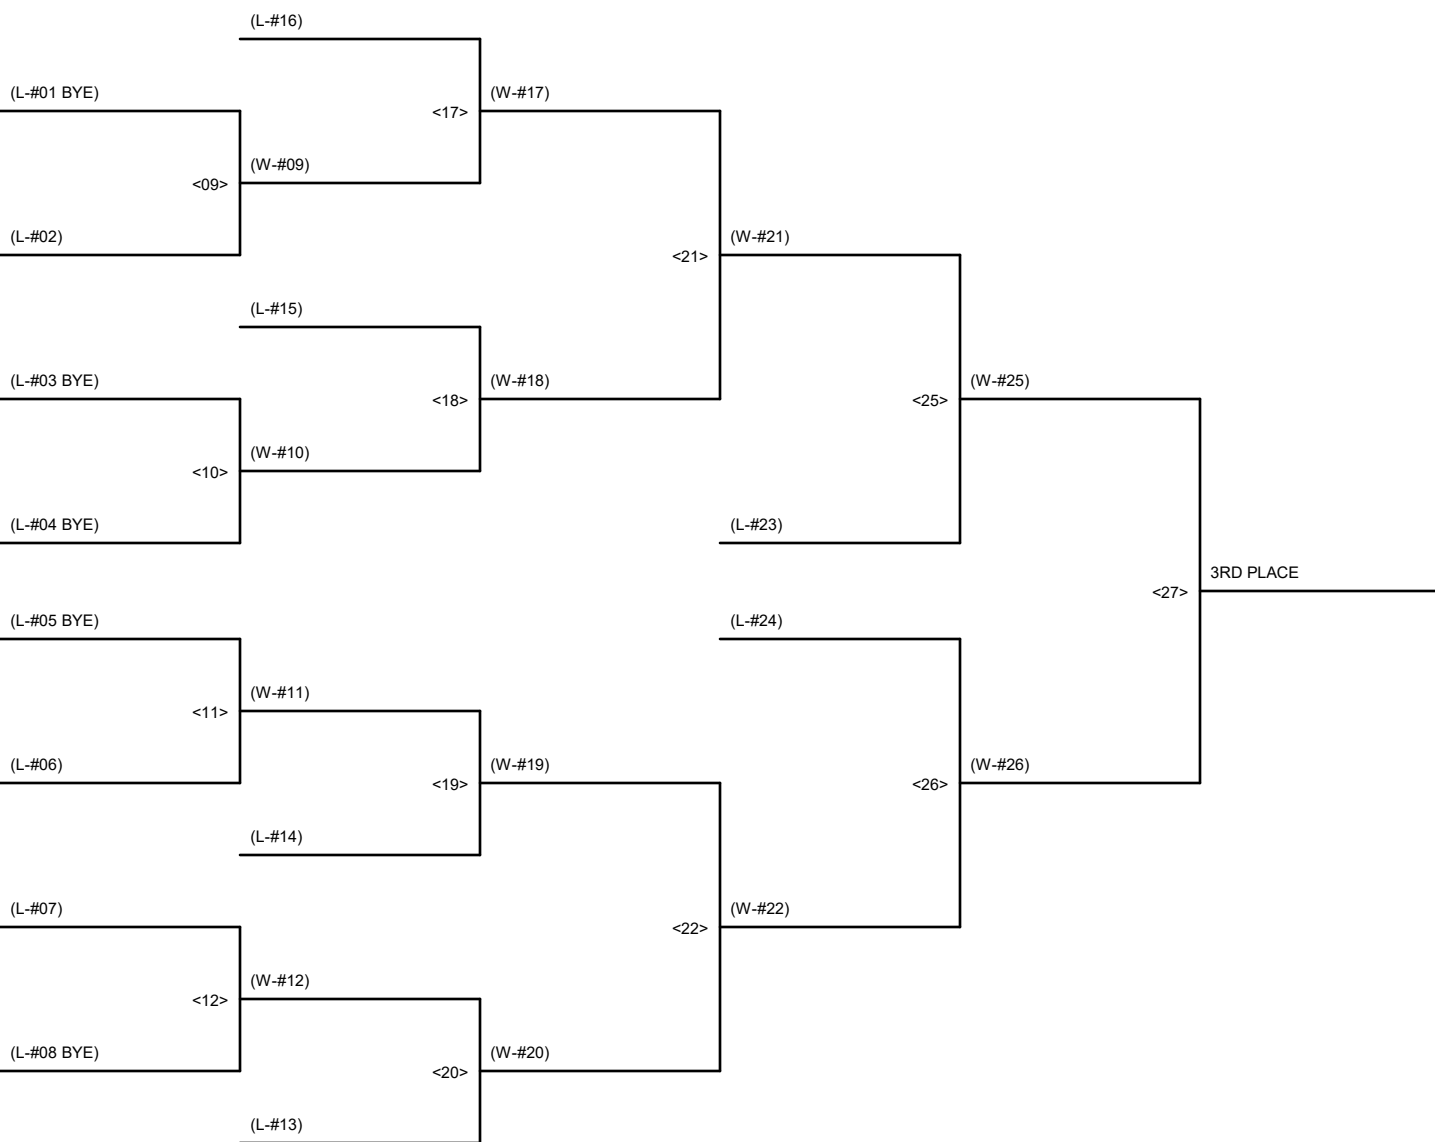 (L-#16)
(L-#01 BYE)
(W-#17)
<17>
(W-#09)
<09>
(L-#02)
(W-#21)
<21>
(L-#15)
(L-#03 BYE)
(W-#18)
(W-#25)
<18>
<25>
(W-#10)
<10>
(L-#04 BYE)
(L-#23)
3RD PLACE
<27>
(L-#05 BYE)
(L-#24)
(W-#11)
<11>
(L-#06)
(W-#19)
(W-#26)
<19>
<26>
(L-#14)
(L-#07)
(W-#22)
<22>
(W-#12)
<12>
(L-#08 BYE)
(W-#20)
<20>
(L-#13)